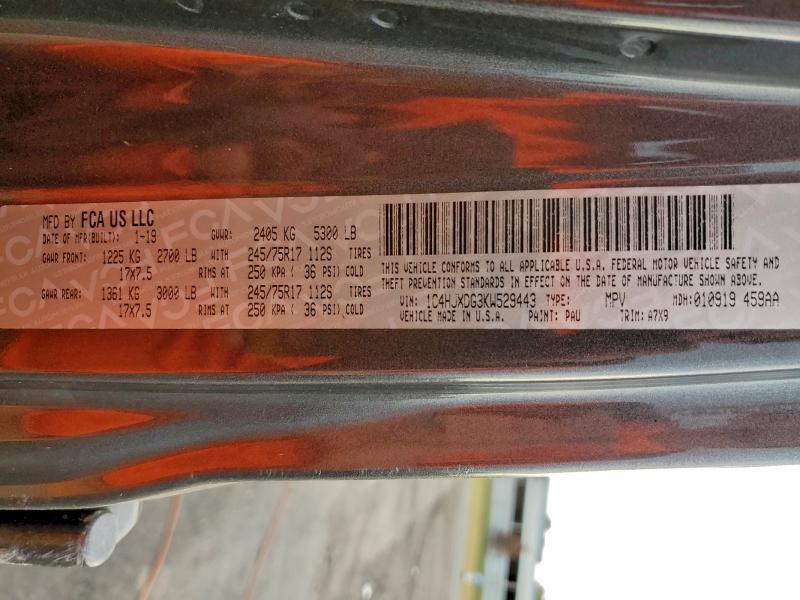 MFD BY FCA US LLC
DATE OF MFR(BUILT): 1-19 GVWR: 2405 KG 5300 LB
GAWR FRONT: 1225 KG 2700 LB WITH 245/75R17 112S TIRES
17X7.5 RIMS AT 250 KPA ( 36 PSI) COLD
GAWR REAR: 1361 KG 3000 LB WITH 245/75R17 112S TIRES
17X7.5 RIMS AT 250 KPA ( 36 PSI) COLD
THIS VEHICLE CONFORMS TO ALL APPLICABLE U.S.A. FEDERAL MOTOR VEHICLE SAFETY AND
THEFT PREVENTION STANDARDS IN EFFECT ON THE DATE OF MANUFACTURE SHOWN ABOVE.
VIN: 1C4HJXDG3KW529443 TYPE: MPV MDH: 010919 459AA
VEHICLE MADE IN U.S.A. PAINT: PAU TRIM: A7X9